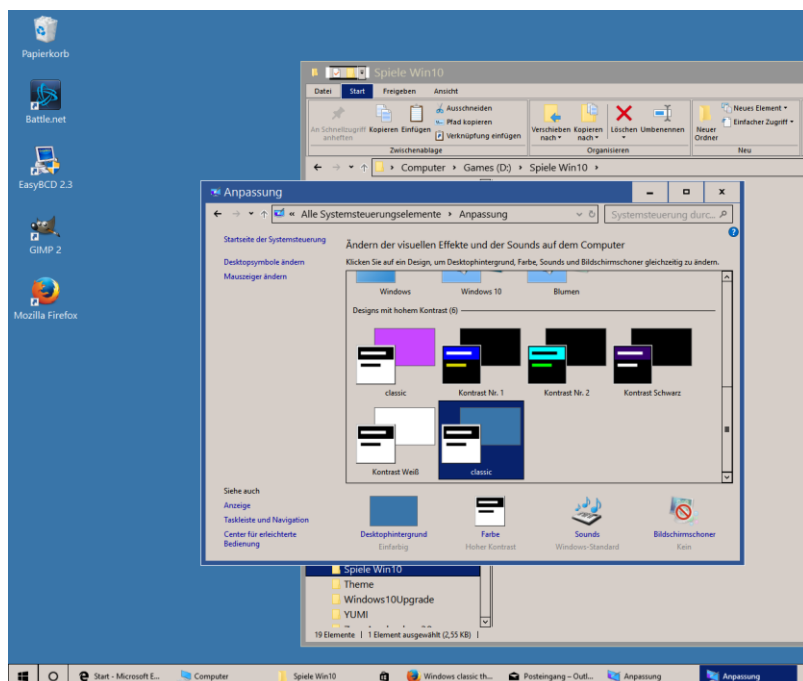 Papierkorb
Battle.net
EasyBCD 2.3
GIMP 2
Mozilla Firefox
Spiele Win10
Datei Start Freigeben Ansicht
An Schnellzugriff anheften
Kopieren Einfügen
Ausschneiden
Pfad kopieren
Verknüpfung einfügen
Zwischenablage
Verschieben nach
Kopieren nach
Löschen Umbenennen
Organisieren
Neuer Ordner
Neues Element
Einfacher Zugriff
Neu
Computer Games (D:) Spiele Win10
Anpassung
« Alle Systemsteuerungselemente Anpassung
Systemsteuerung durc...
Startseite der Systemsteuerung
Desktopsymbole ändern
Mauszeiger ändern
Ändern der visuellen Effekte und der Sounds auf dem Computer
Klicken Sie auf ein Design, um Desktophintergrund, Farbe, Sounds und Bildschirmschoner gleichzeitig zu ändern.
Windows Windows 10 Blumen
Designs mit hohem Kontrast (6)
classic Kontrast Nr. 1 Kontrast Nr. 2 Kontrast Schwarz
Kontrast Weiß classic
Siehe auch
Anzeige
Taskleiste und Navigation
Center für erleichterte
Bedienung
Desktophintergrund Farbe Sounds Bildschirmschoner
Einfarbig Hoher Kontrast Windows-Standard Kein
Spiele Win10
Theme
Windows10Upgrade
YUMI
19 Elemente 1 Element ausgewählt (2,55 KB)
Start - Microsoft E... Computer Spiele Win10 Windows classic th... Posteingang – Outl... Anpassung Anpassung